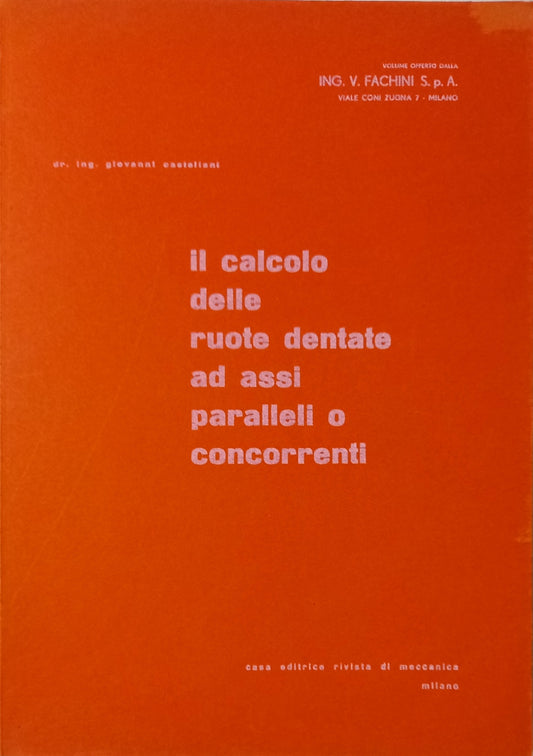 VOLUME OFFERTO DALLA
ING. V. FACHINI S.p.A.
VIALE CONI ZUGNA 7 - MILANO
dr. ing. giovanni castellani
il calcolo
delle
ruote dentate
ad assi
paralleli o
concorrenti
casa editrice rivista di meccanica
milano